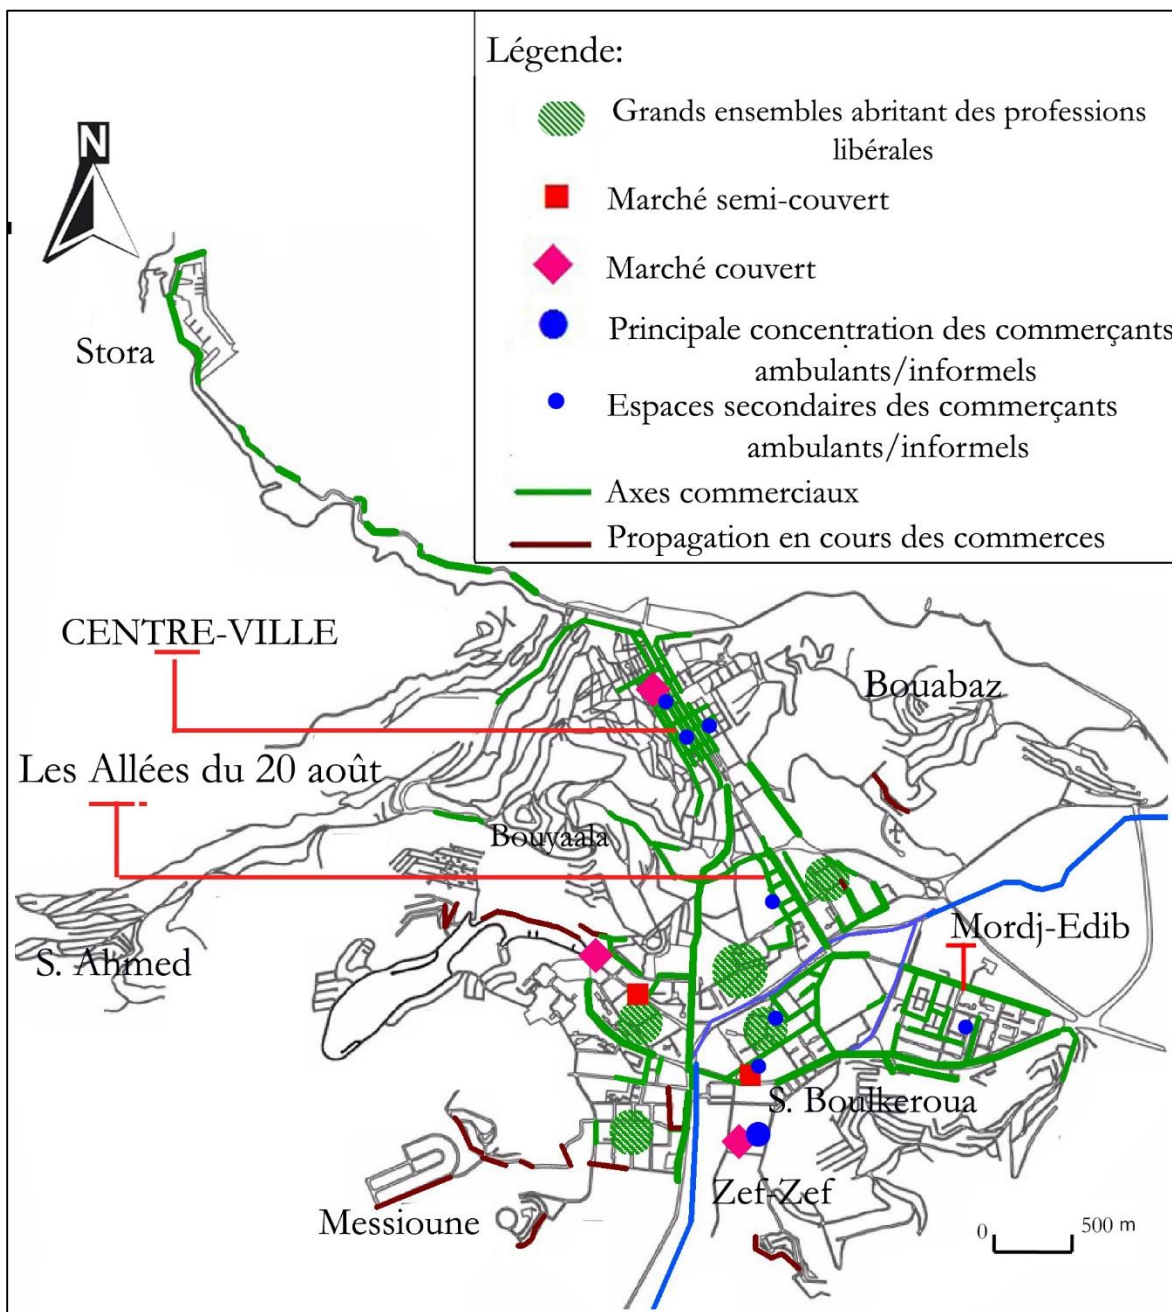 Légende:
Grands ensembles abritant des professions
libérales
Marché semi-couvert
Marché couvert
Principale concentration des commerçants
ambulants/informels
Espaces secondaires des commerçants
ambulants/informels
Axes commerciaux
Propagation en cours des commerces
N
Stora
CENTRE-VILLE
Bouabaz
Les Allées du 20 août
Bouyaala
Mordj-Edib
S. Ahmed
S. Boulkeroua
Zef-Zef
Messioune
0 500 m